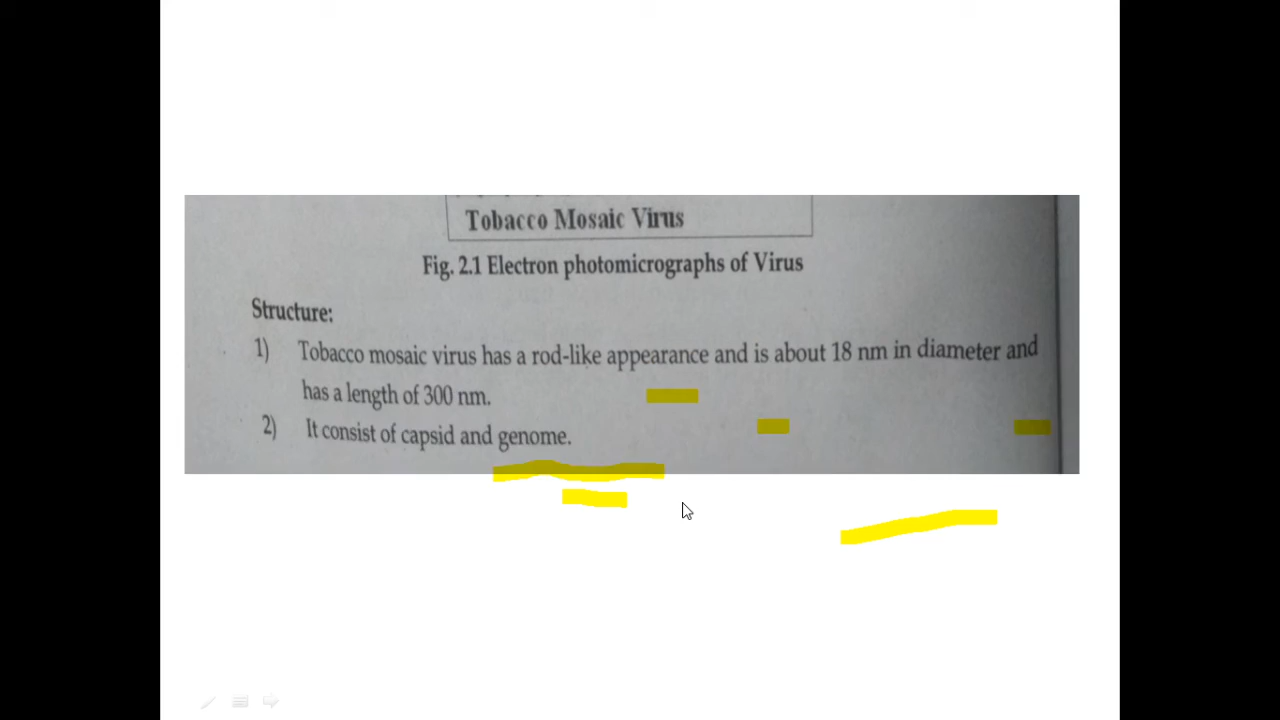 Tobacco Mosaic Virus
Fig. 2.1 Electron photomicrographs of Virus
Structure:
1) Tobacco mosaic virus has a rod-like appearance and is about 18 nm in diameter and
has a length of 300 nm.
2) It consist of capsid and genome.